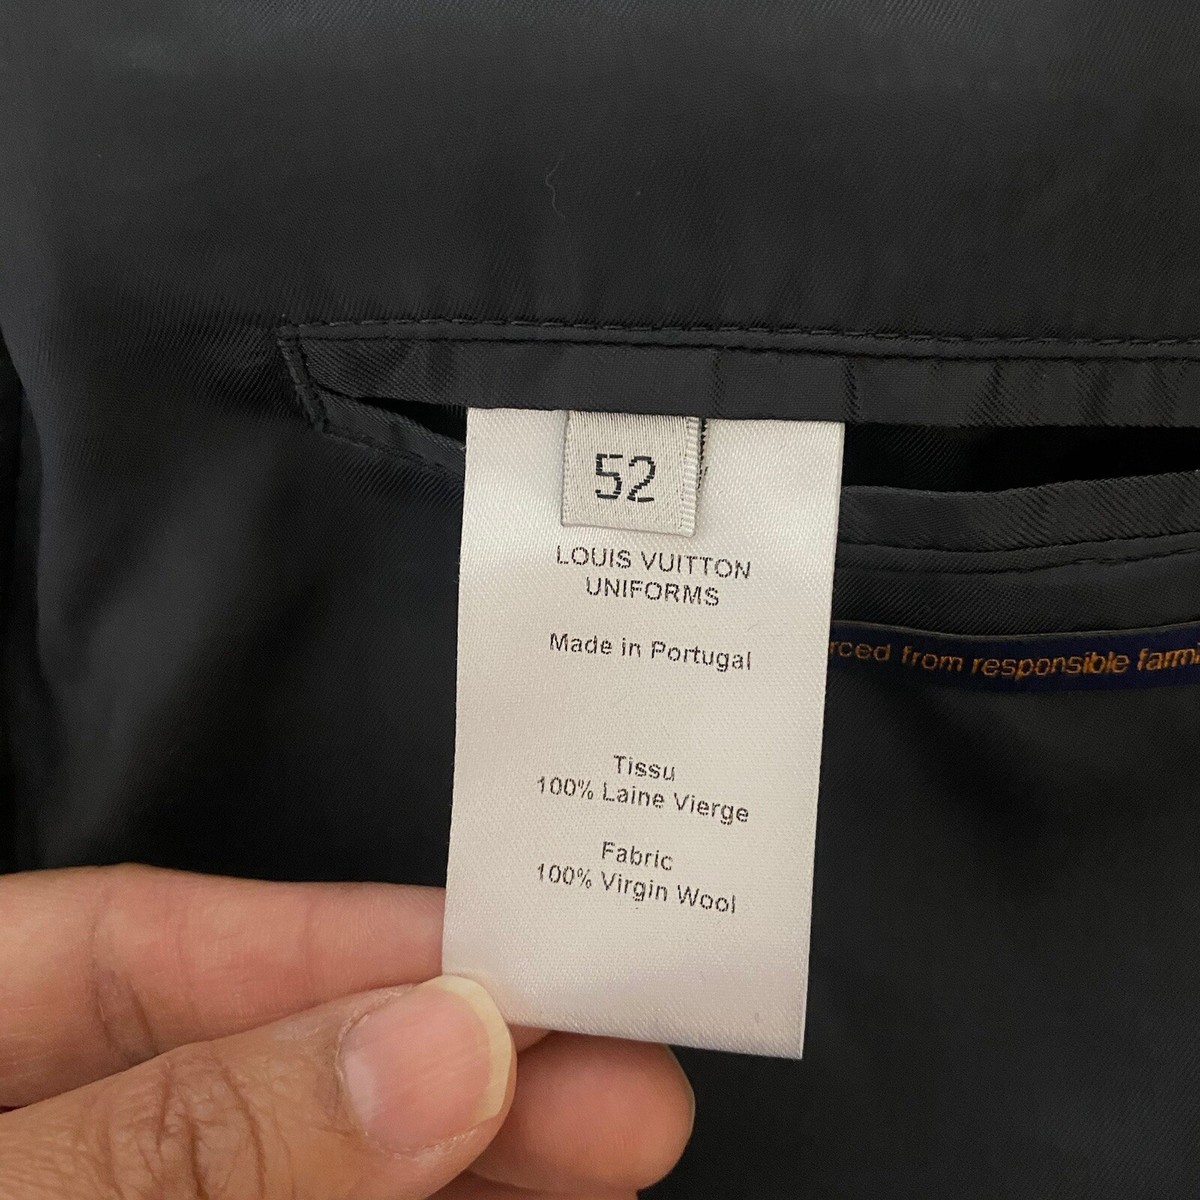 52
LOUIS VUITTON
UNIFORMS
Made in Portugal
rced from responsible farmi
Tissu
100% Laine Vierge
Fabric
100% Virgin Wool